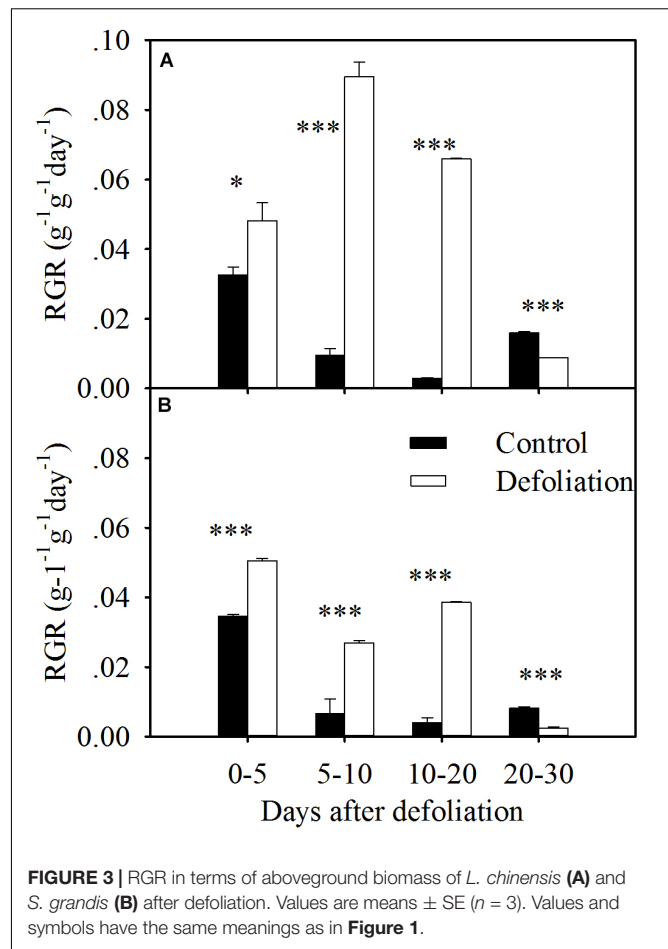 .10
A
.08
***
***
.06
*
.04
.02
***
0.00
RGR (g⁻¹g⁻¹day⁻¹)
B
Control
.08
Defoliation
.06
***
***
.04
***
***
.02
.00
RGR (g-1⁻¹g⁻¹day⁻¹)
0-5 5-10 10-20 20-30
Days after defoliation
FIGURE 3 | RGR in terms of aboveground biomass of L. chinensis (A) and
S. grandis (B) after defoliation. Values are means ± SE (n = 3). Values and
symbols have the same meanings as in Figure 1.